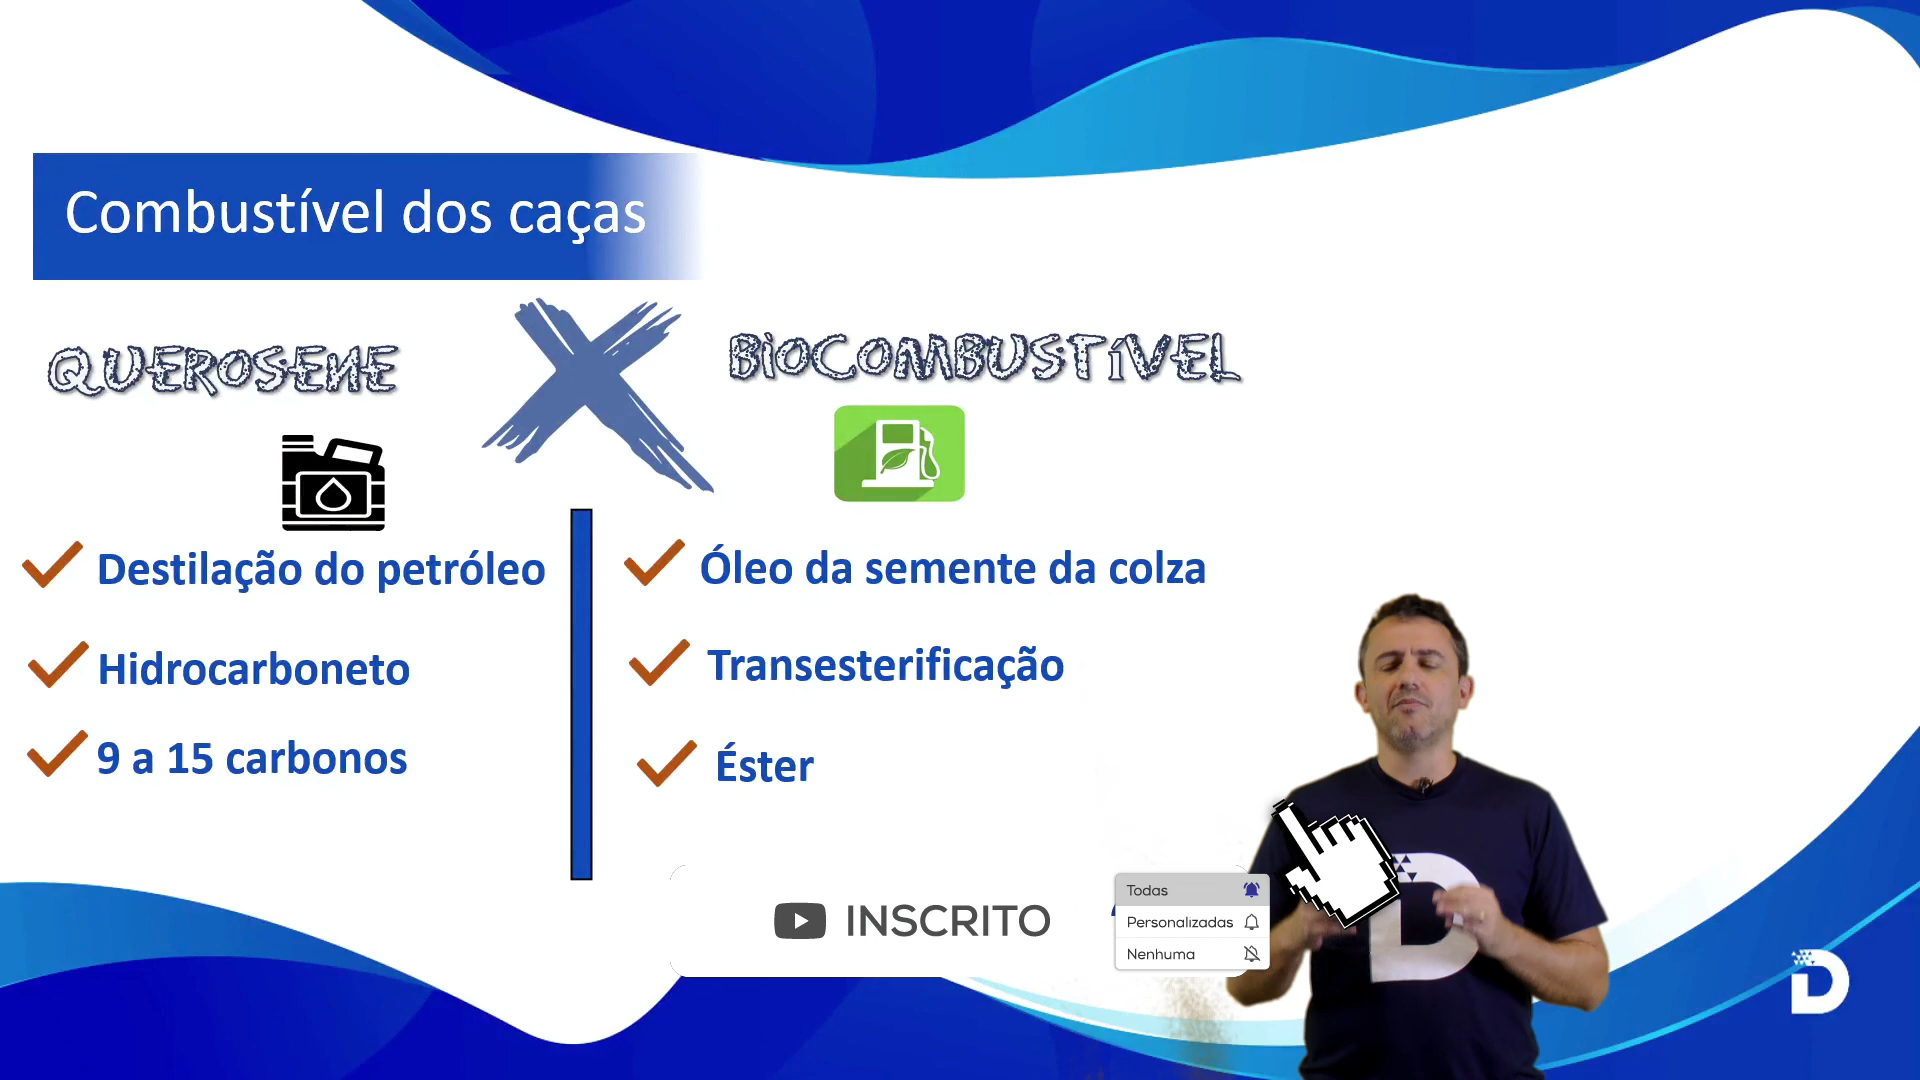 Combustível dos caças
QUEROSENE
BIOCOMBUSTÍVEL
Destilação do petróleo
Hidrocarboneto
9 a 15 carbonos
Óleo da semente da colza
Transesterificação
Éster
INSCRITO
Todas
Personalizadas
Nenhuma
D
D